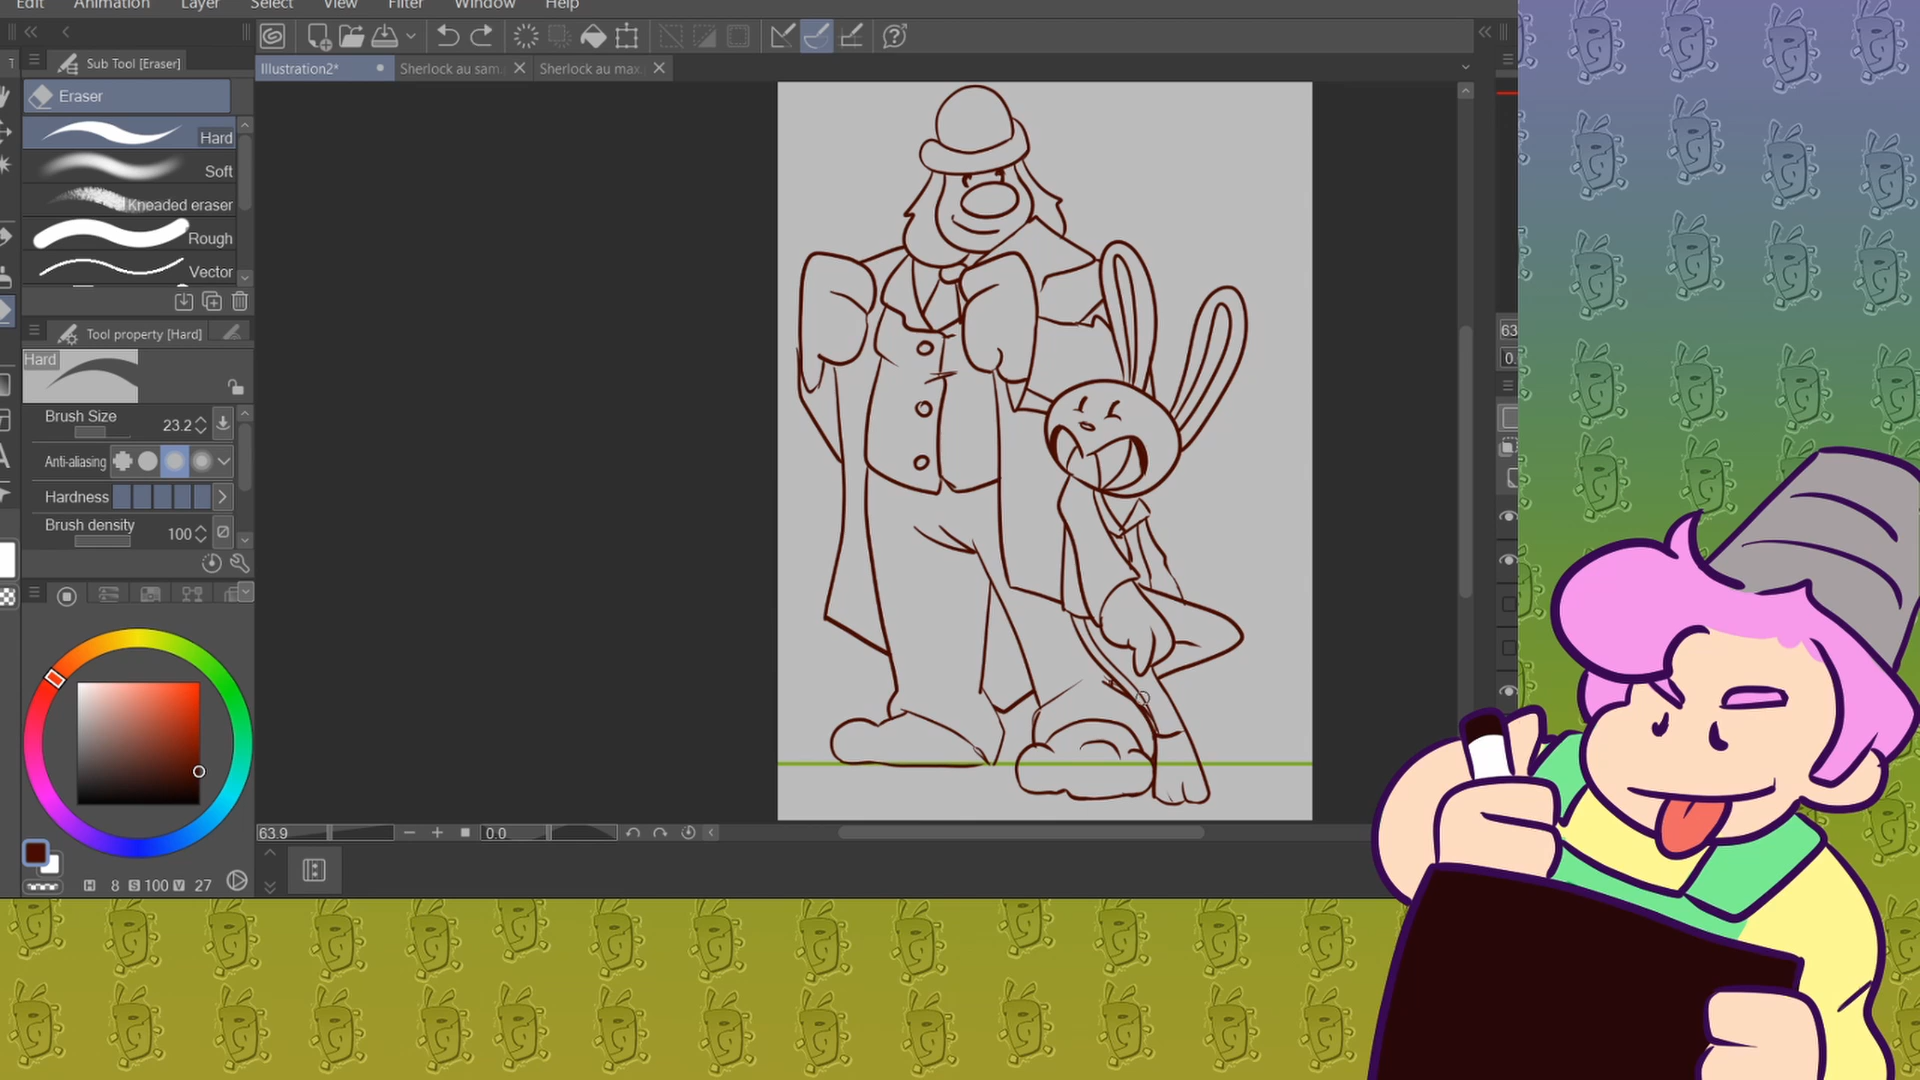 Edit Animation Layer Select View Filter Window Help
Sub Tool [Eraser]
Illustration2* Sherlock au sam. Sherlock au max.
Eraser
Hard
Soft
Kneaded eraser
Rough
Vector
Tool property [Hard]
Hard
Brush Size 23.2
Anti-aliasing
Hardness
Brush density 100
63.9 0.0
H 8 S 100 V 27
63
0.